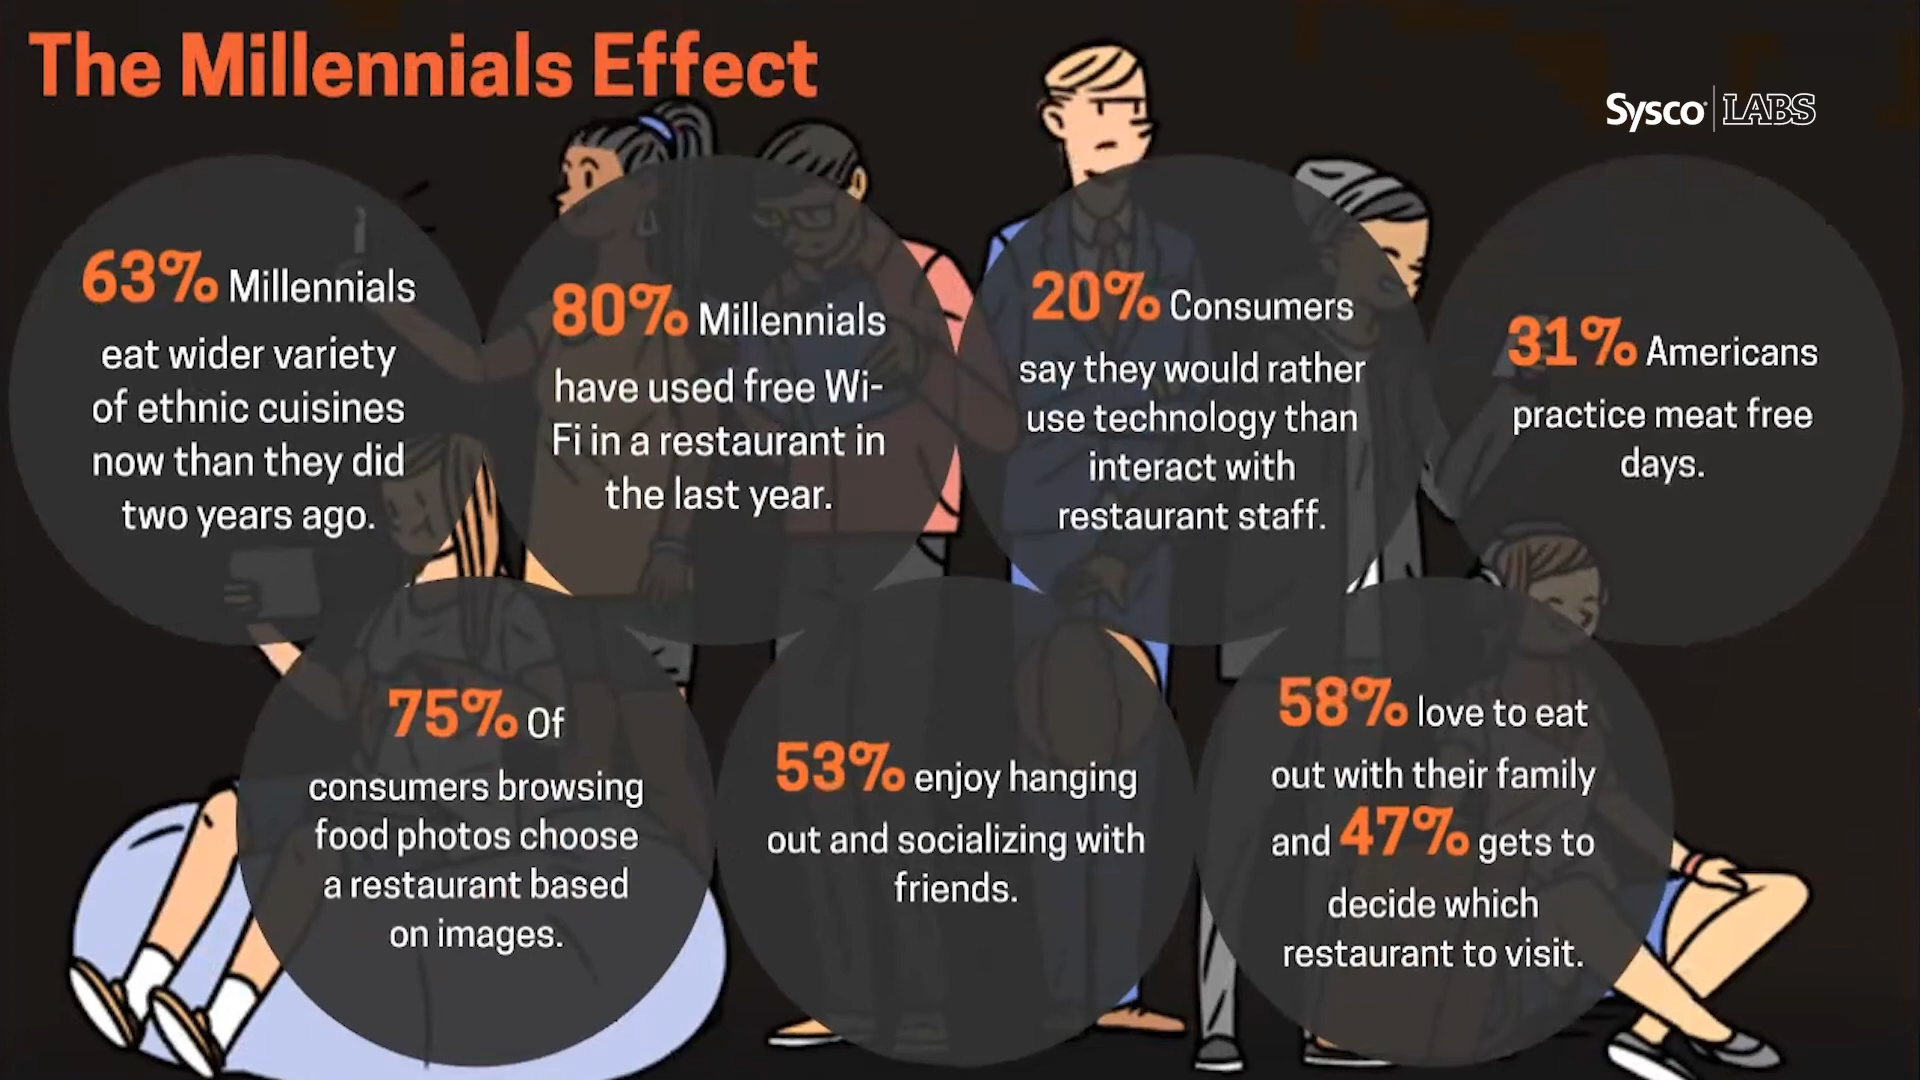 The Millennials Effect
Sysco LABS
63% Millennials
eat wider variety
of ethnic cuisines
now than they did
two years ago.
80% Millennials
have used free Wi-
Fi in a restaurant in
the last year.
20% Consumers
say they would rather
use technology than
interact with
restaurant staff.
31% Americans
practice meat free
days.
75% Of
consumers browsing
food photos choose
a restaurant based
on images.
53% enjoy hanging
out and socializing with
friends.
58% love to eat
out with their family
and 47% gets to
decide which
restaurant to visit.